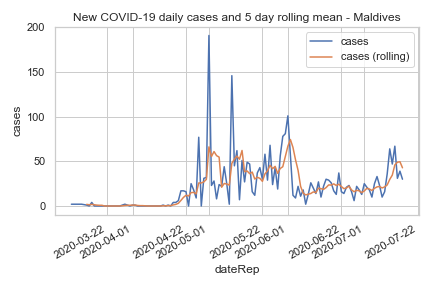 New COVID-19 daily cases and 5 day rolling mean - Maldives
cases
cases (rolling)
200
150
100
50
0
cases
2020-03-22
2020-04-01
2020-04-22
2020-05-01
2020-05-22
2020-06-01
2020-06-22
2020-07-01
2020-07-22
dateRep